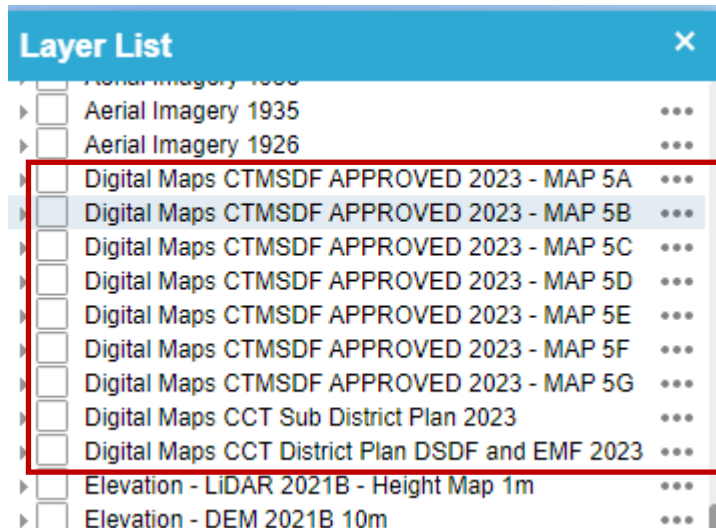 Layer List
Aerial Imagery 1935
Aerial Imagery 1926
Digital Maps CTMSDF APPROVED 2023 - MAP 5A
Digital Maps CTMSDF APPROVED 2023 - MAP 5B
Digital Maps CTMSDF APPROVED 2023 - MAP 5C
Digital Maps CTMSDF APPROVED 2023 - MAP 5D
Digital Maps CTMSDF APPROVED 2023 - MAP 5E
Digital Maps CTMSDF APPROVED 2023 - MAP 5F
Digital Maps CTMSDF APPROVED 2023 - MAP 5G
Digital Maps CCT Sub District Plan 2023
Digital Maps CCT District Plan DSDF and EMF 2023
Elevation - LiDAR 2021B - Height Map 1m
Elevation - DEM 2021B 10m